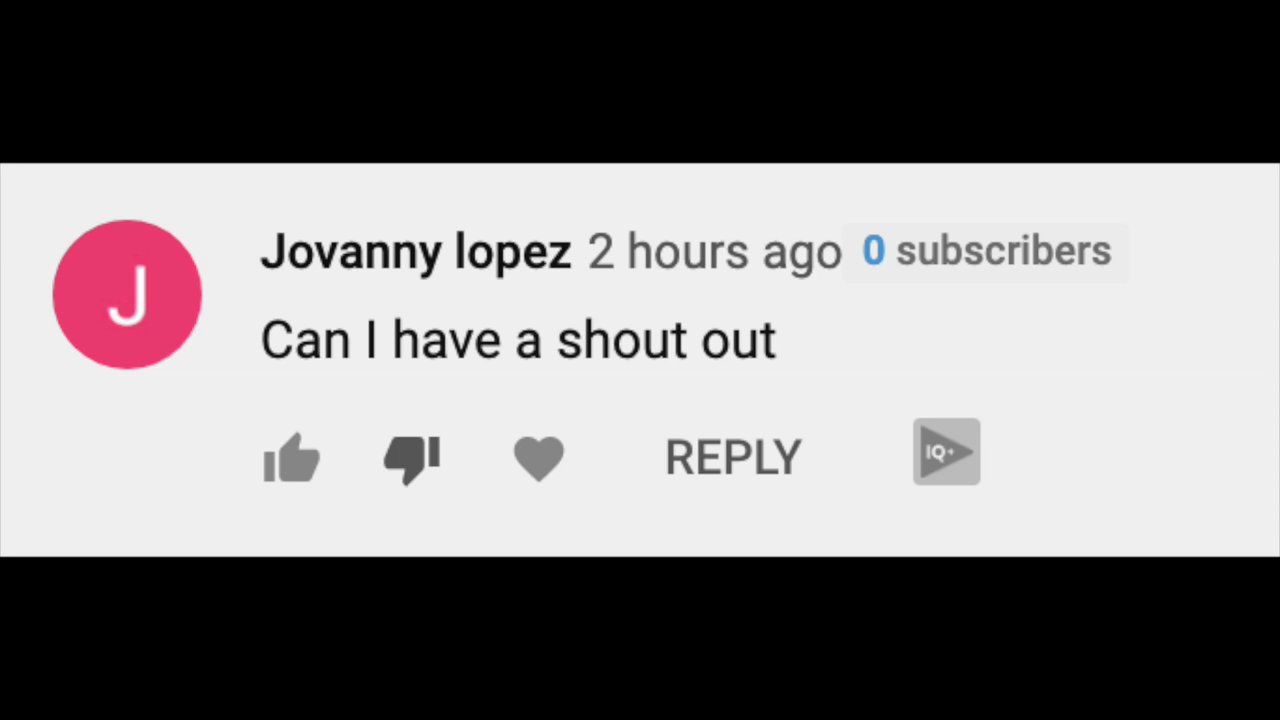 J
Jovanny lopez 2 hours ago 0 subscribers
Can I have a shout out
REPLY
IQ+